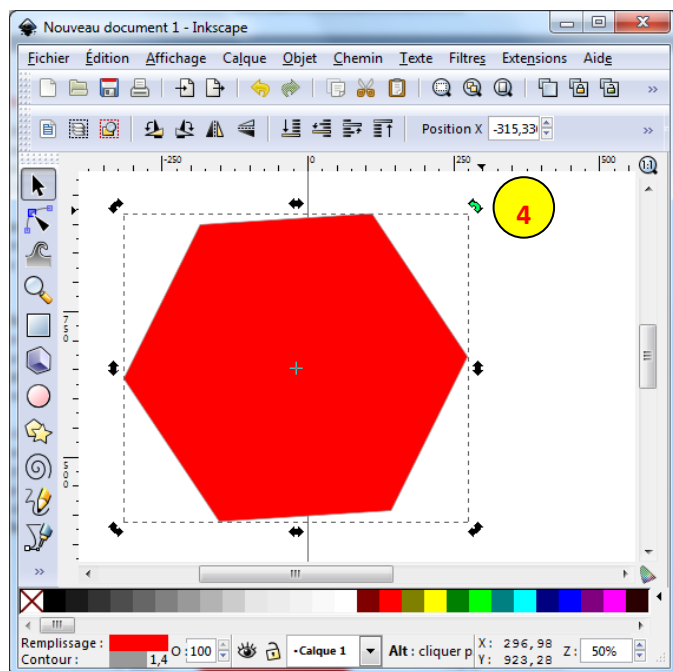 Nouveau document 1 - Inkscape
Fichier Édition Affichage Calque Objet Chemin Texte Filtres Extensions Aide
»
Position X -315,33 »
-250 0 250 500 1:1
4
750
500
»
Remplissage : O : 100 •Calque 1 Alt : cliquer p X: 296,98 Z: 50%
Contour : 1,4 Y: 923,28